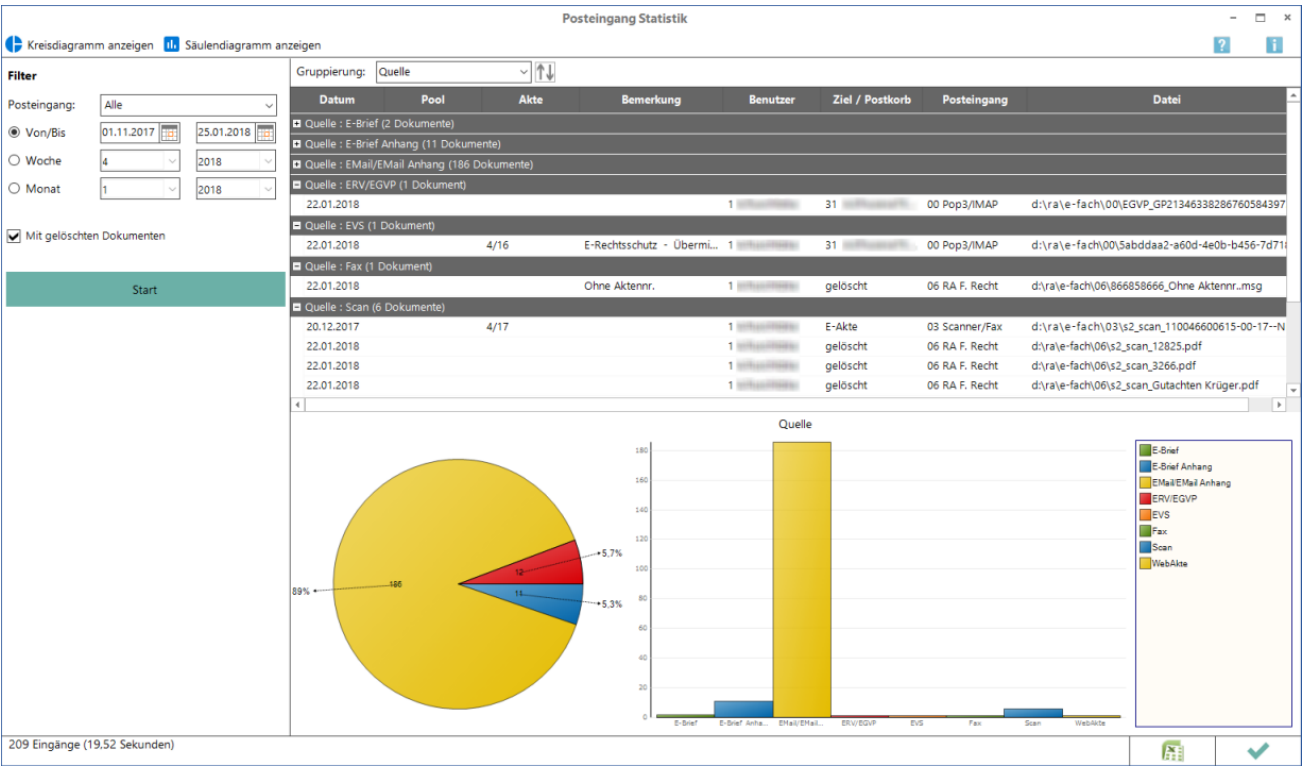 Posteingang Statistik
Kreisdiagramm anzeigen Säulendiagramm anzeigen
Filter
Posteingang: Alle
Von/Bis 01.11.2017 25.01.2018
Woche 4 2018
Monat 1 2018
Mit gelöschten Dokumenten
Start
Gruppierung: Quelle
Datum Pool Akte Bemerkung Benutzer Ziel / Postkorb Posteingang Datei
Quelle : E-Brief (2 Dokumente)
Quelle : E-Brief Anhang (11 Dokumente)
Quelle : EMail/EMail Anhang (186 Dokumente)
Quelle : ERV/EGVP (1 Dokument)
22.01.2018 1 31 00 Pop3/IMAP d:\ra\e-fach\00\EGVP_GP21346338286760584397
Quelle : EVS (1 Dokument)
22.01.2018 4/16 E-Rechtsschutz - Übermi... 1 31 00 Pop3/IMAP d:\ra\e-fach\00\5abddaa2-a60d-4e0b-b456-7d71
Quelle : Fax (1 Dokument)
22.01.2018 Ohne Aktennr. 1 gelöscht 06 RA F. Recht d:\ra\e-fach\06\866858666_Ohne Aktennr..msg
Quelle : Scan (6 Dokumente)
20.12.2017 4/17 1 E-Akte 03 Scanner/Fax d:\ra\e-fach\03\s2_scan_110046600615-00-17--N
22.01.2018 1 gelöscht 06 RA F. Recht d:\ra\e-fach\06\s2_scan_12825.pdf
22.01.2018 1 gelöscht 06 RA F. Recht d:\ra\e-fach\06\s2_scan_3266.pdf
22.01.2018 1 gelöscht 06 RA F. Recht d:\ra\e-fach\06\s2_scan_Gutachten Krüger.pdf
Quelle
89%
186
12
11
5.7%
5.3%
180
160
140
120
100
80
60
40
20
0
E-Brief E-Brief Anha... EMail/EMail... ERV/EGVP EVS Fax Scan WebAkte
E-Brief
E-Brief Anhang
EMail/EMail Anhang
ERV/EGVP
EVS
Fax
Scan
WebAkte
209 Eingänge (19,52 Sekunden)